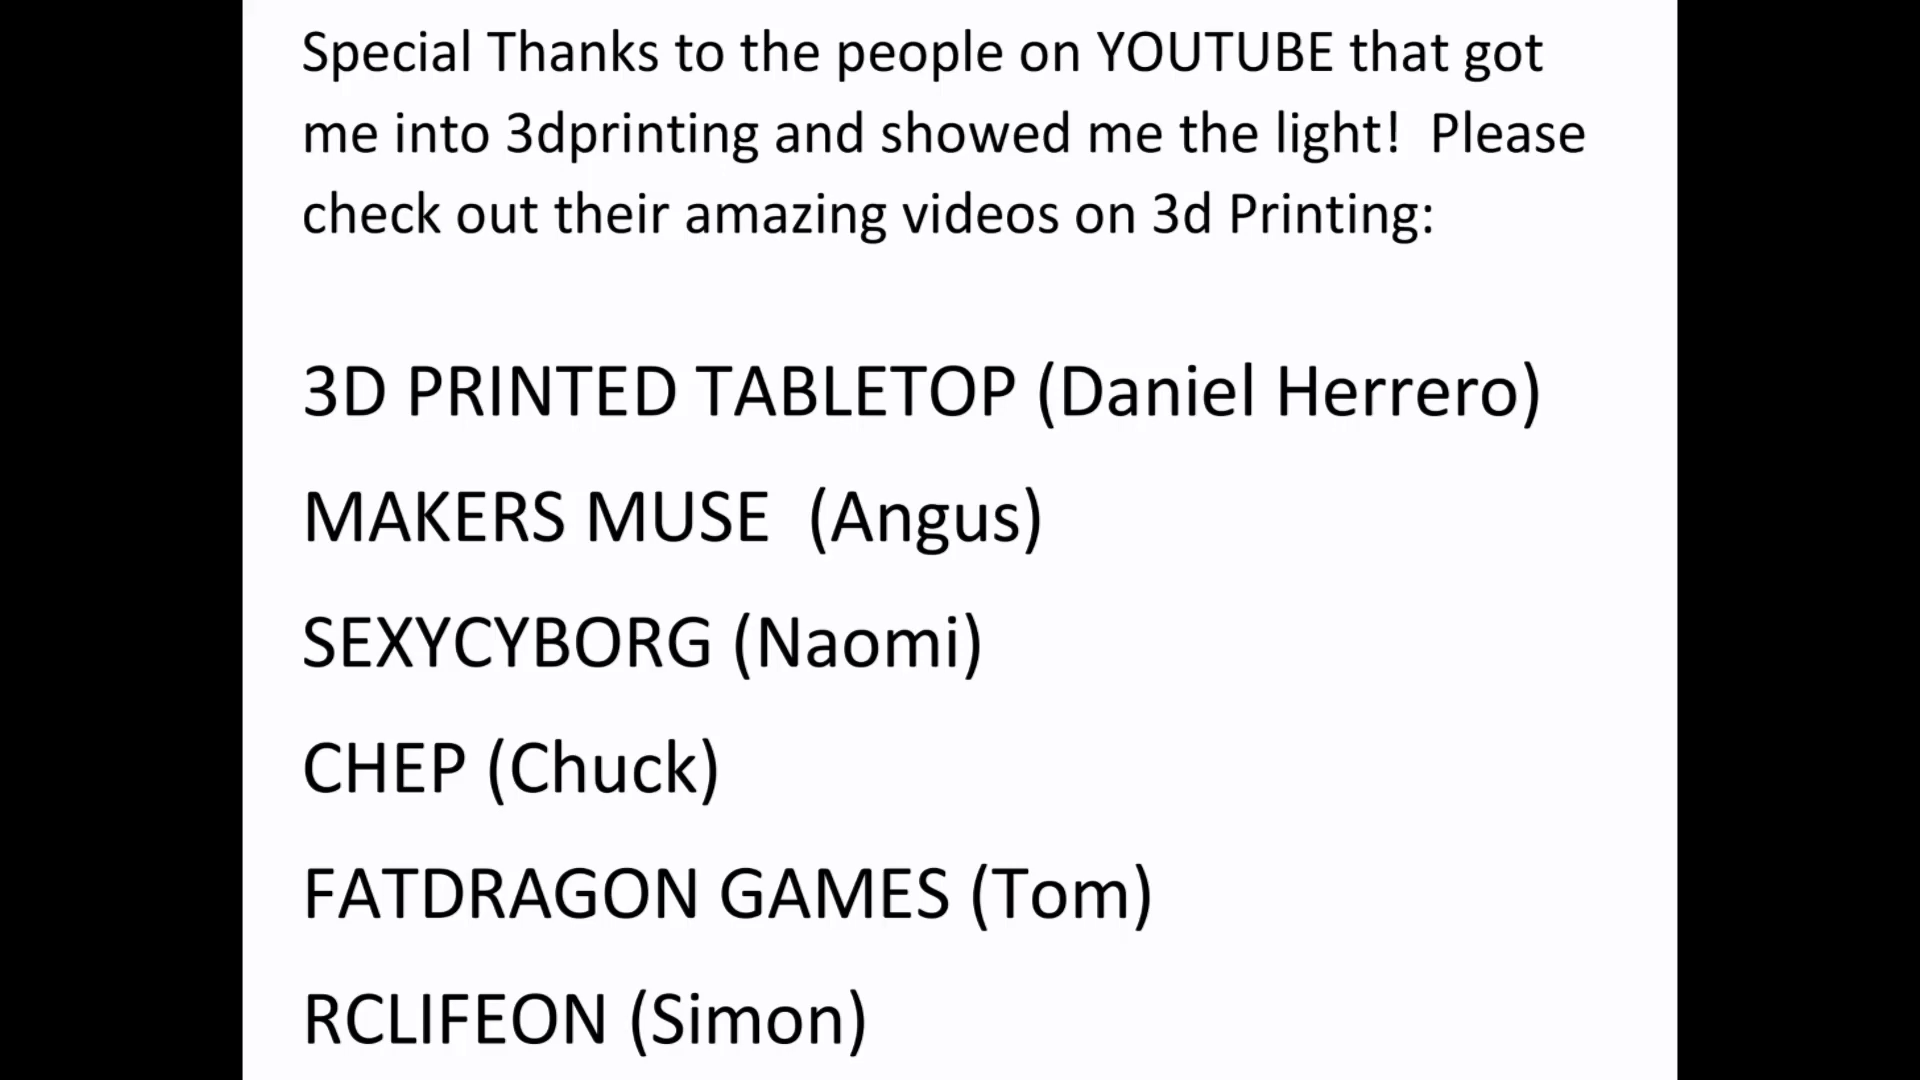 Special Thanks to the people on YOUTUBE that got
me into 3dprinting and showed me the light!  Please
check out their amazing videos on 3d Printing:
3D PRINTED TABLETOP (Daniel Herrero)
MAKERS MUSE  (Angus)
SEXYCYBORG (Naomi)
CHEP (Chuck)
FATDRAGON GAMES (Tom)
RCLIFEON (Simon)